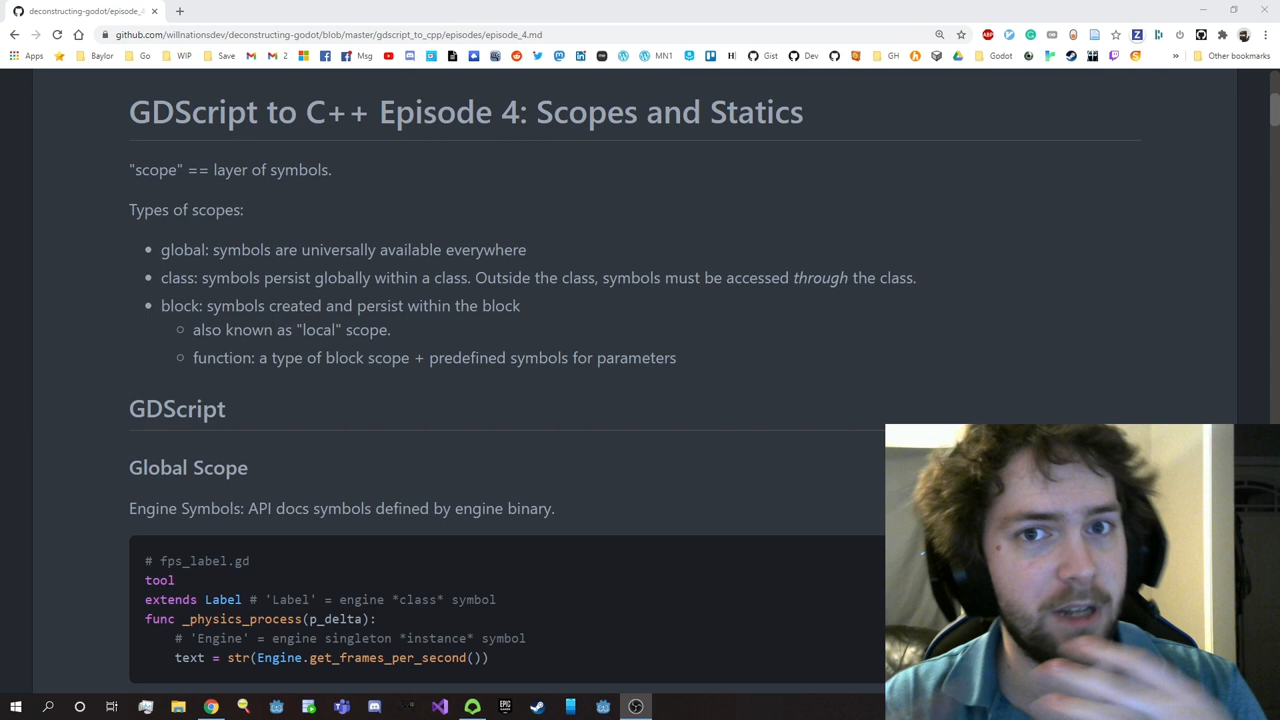 deconstructing-godot/episode_4
github.com/willnationsdev/deconstructing-godot/blob/master/gdscript_to_cpp/episodes/episode_4.md
Apps
Baylor
Go
WIP
Save
M
M 2
Msg
MN1
Gist
Dev
GH
Godot
»
Other bookmarks
GDScript to C++ Episode 4: Scopes and Statics
"scope" == layer of symbols.
Types of scopes:
• global: symbols are universally available everywhere
• class: symbols persist globally within a class. Outside the class, symbols must be accessed through the class.
• block: symbols created and persist within the block
◦ also known as "local" scope.
◦ function: a type of block scope + predefined symbols for parameters
GDScript
Global Scope
Engine Symbols: API docs symbols defined by engine binary.
# fps_label.gd
tool
extends Label # 'Label' = engine *class* symbol
func _physics_process(p_delta):
# 'Engine' = engine singleton *instance* symbol
text = str(Engine.get_frames_per_second())